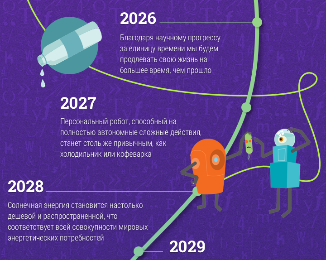 2026
Благодаря научному прогрессу
за единицу времени мы будем
продлевать свою жизнь на
большее время, чем прошло
2027
Персональный робот, способный на
полностью автономные сложные действия,
станет столь же привычным, как
холодильник или кофеварка
2028
Солнечная энергия становится настолько
дешевой и распространенной, что
соответствует всей совокупности мировых
энергетических потребностей
2029